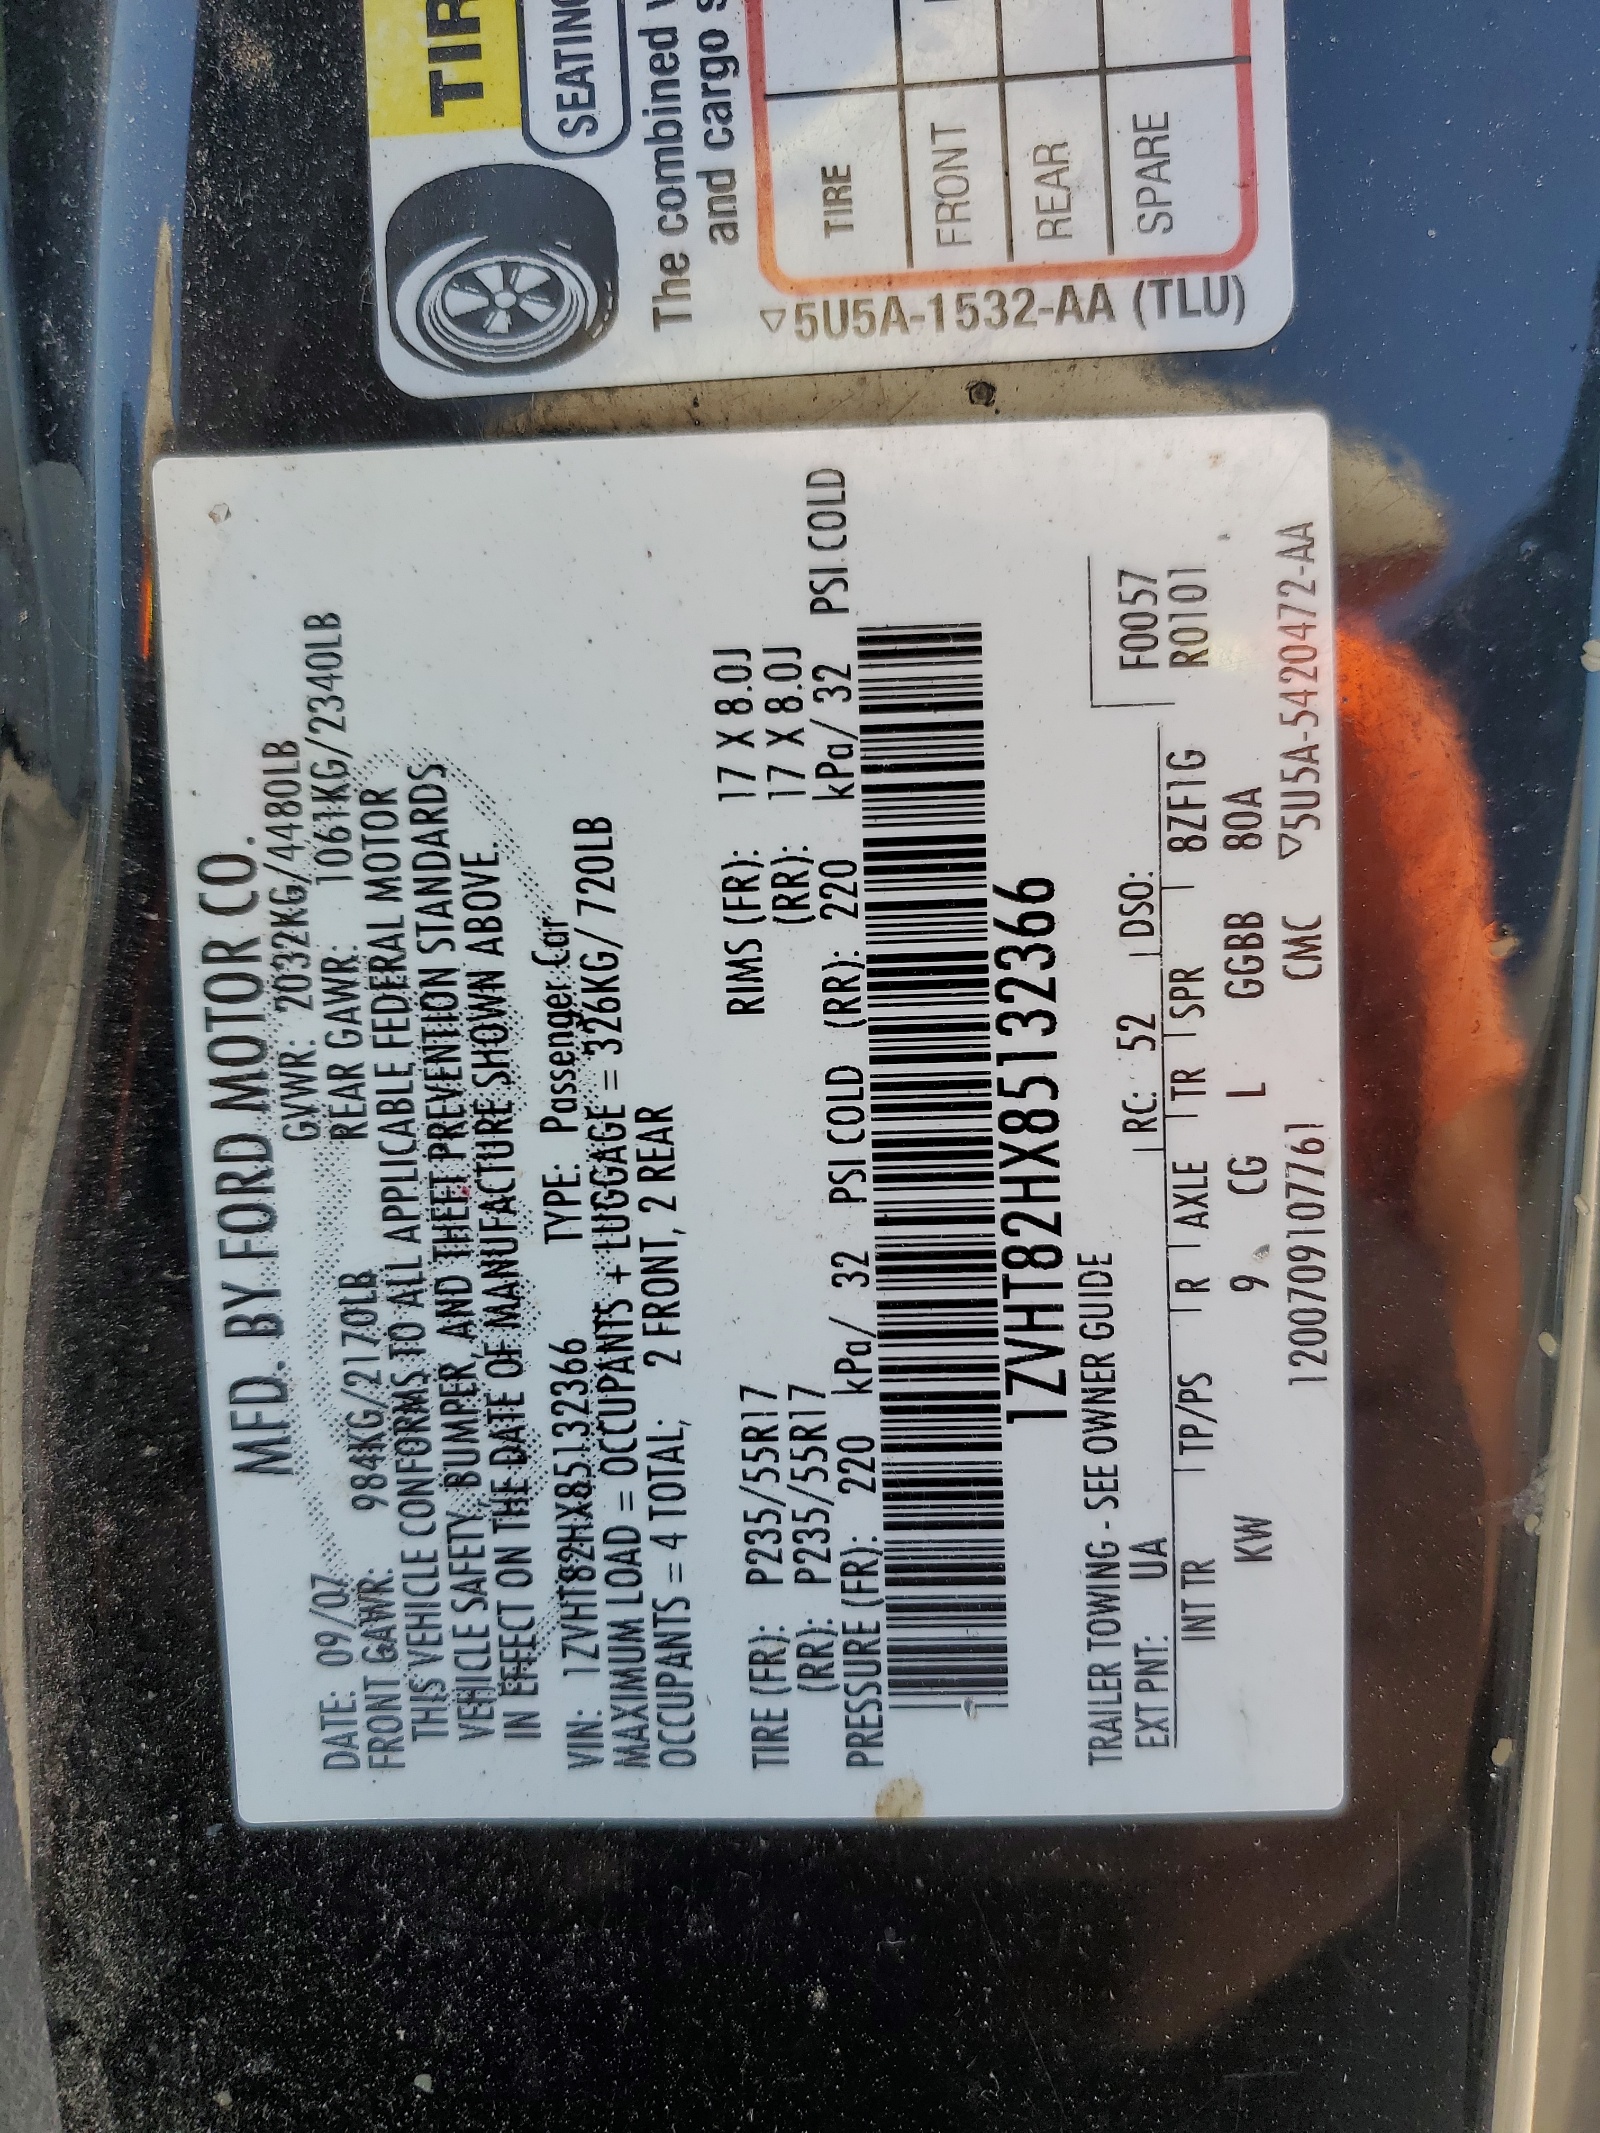 MFD. BY FORD MOTOR CO.
DATE: 09/07 GVWR: 2032KG/4480LB
FRONT GAWR: 984KG/2170LB REAR GAWR: 1061KG/2340LB
THIS VEHICLE CONFORMS TO ALL APPLICABLE FEDERAL MOTOR
VEHICLE SAFETY, BUMPER, AND THEFT PREVENTION STANDARDS
IN EFFECT ON THE DATE OF MANUFACTURE SHOWN ABOVE.
VIN: 1ZVHT82HX85132366 TYPE: Passenger Car
MAXIMUM LOAD = OCCUPANTS + LUGGAGE = 326KG/720LB
OCCUPANTS = 4 TOTAL; 2 FRONT, 2 REAR
TIRE (FR): P235/55R17 RIMS (FR): 17 X 8.0J
(RR): P235/55R17 (RR): 17 X 8.0J
PRESSURE (FR): 220 kPa/ 32 PSI COLD (RR): 220 kPa/ 32 PSI COLD
1ZVHT82HX85132366
TRAILER TOWING - SEE OWNER GUIDE
EXT PNT: UA RC: 52 DSO: F0057
INT TR TP/PS R AXLE TR SPR 8ZF1G R0101
KW 9 CG L GGBB 80A
120070910776​1 CMC ▽5U5A-5420472-AA
TIR
SEATING
The combined
and cargo s
TIRE
FRONT
REAR
SPARE
▽5U5A-1532-AA (TLU)